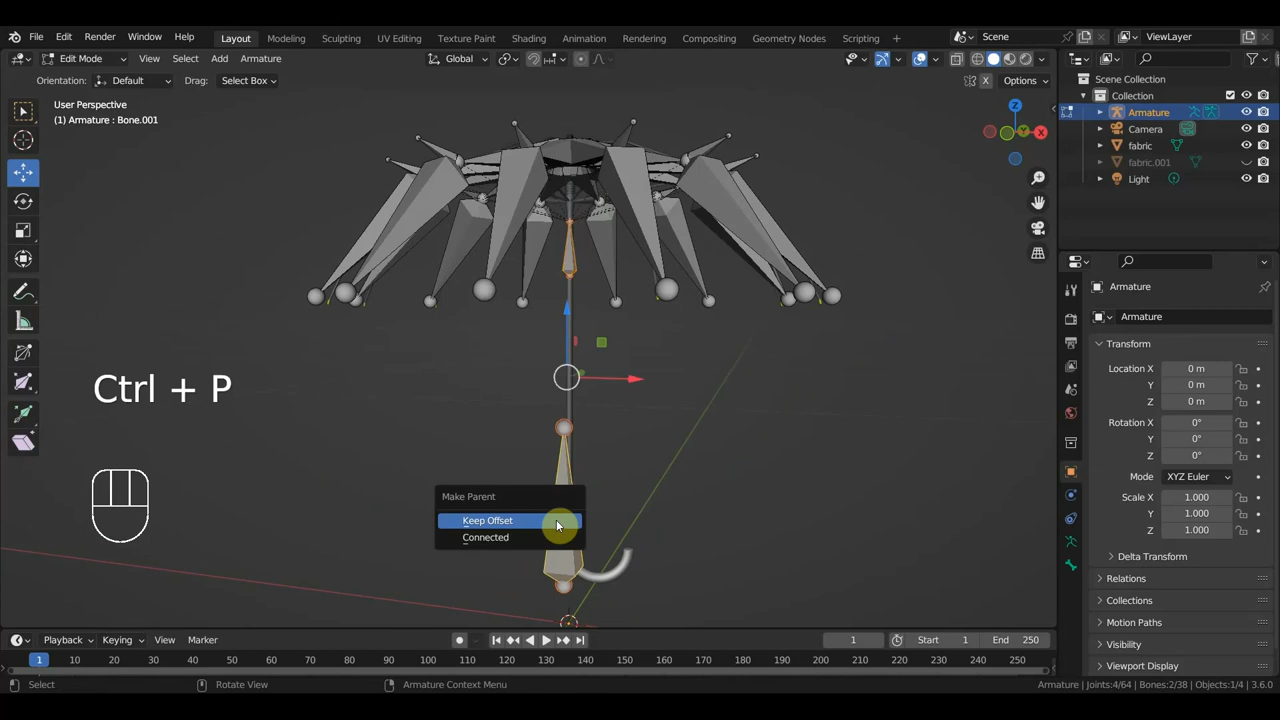 File Edit Render Window Help Layout Modeling Sculpting UV Editing Texture Paint Shading Animation Rendering Compositing Geometry Nodes Scripting + Scene ViewLayer
Edit Mode View Select Add Armature Global
Orientation: Default Drag: Select Box X Options
Scene Collection
Collection
Armature
Camera
fabric
fabric.001
Light
User Perspective
(1) Armature : Bone.001
Z
Y
X
Ctrl + P
Make Parent
Keep Offset
Connected
Armature
Armature
Transform
Location X 0 m
Y 0 m
Z 0 m
Rotation X 0°
Y 0°
Z 0°
Mode XYZ Euler
Scale X 1.000
Y 1.000
Z 1.000
Delta Transform
Relations
Collections
Motion Paths
Visibility
Viewport Display
Playback Keying View Marker 1 Start 1 End 250
1 10 20 30 40 50 60 70 80 90 100 110 120 130 140 150 160 170 180 190 200 210 220 230 240 250
Select Rotate View Armature Context Menu Armature | Joints:4/64 | Bones:2/38 | Objects:1/4 | 3.6.0